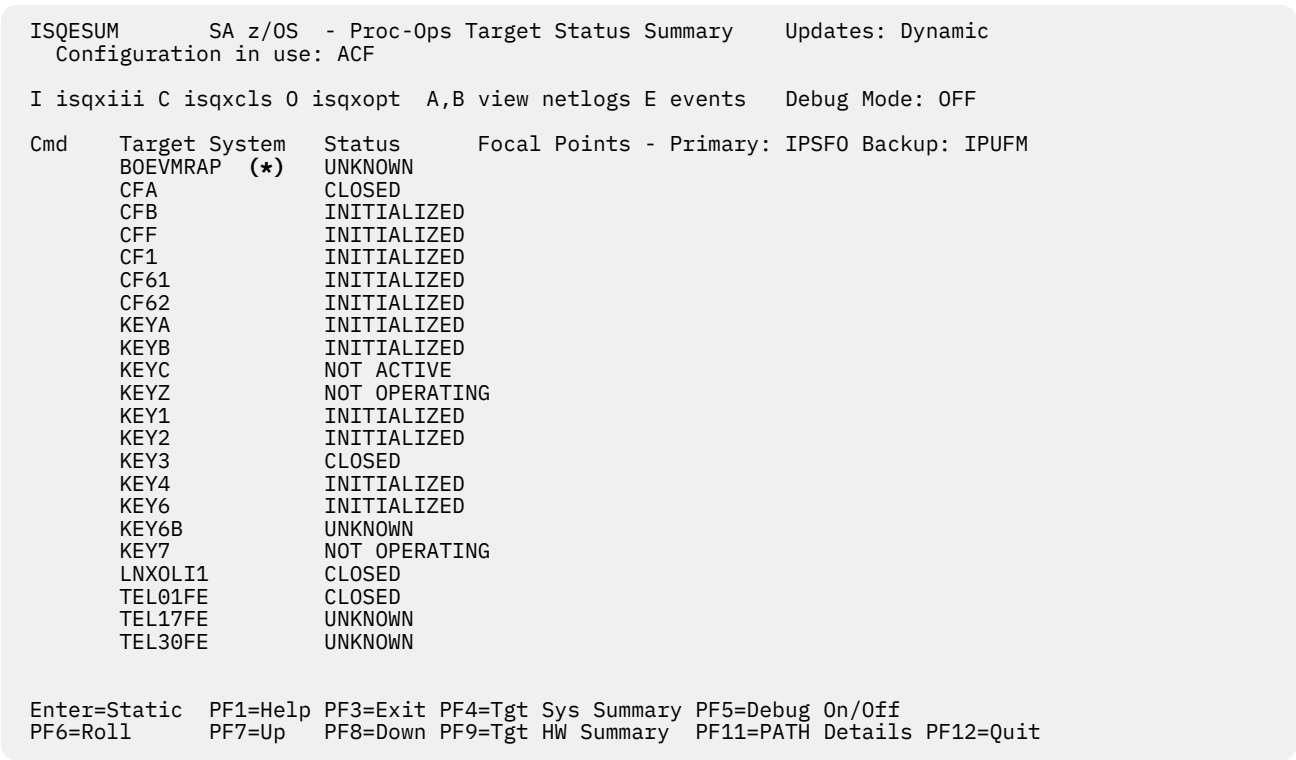 ISQESUM       SA z/OS  - Proc-Ops Target Status Summary    Updates: Dynamic
  Configuration in use: ACF
I isqxiii C isqxcls O isqxopt  A,B view netlogs E events   Debug Mode: OFF
Cmd    Target System   Status      Focal Points - Primary: IPSFO Backup: IPUFM
       BOEVMRAP  (*)   UNKNOWN
       CFA             CLOSED
       CFB             INITIALIZED
       CFF             INITIALIZED
       CF1             INITIALIZED
       CF61            INITIALIZED
       CF62            INITIALIZED
       KEYA            INITIALIZED
       KEYB            INITIALIZED
       KEYC            NOT ACTIVE
       KEYZ            NOT OPERATING
       KEY1            INITIALIZED
       KEY2            INITIALIZED
       KEY3            CLOSED
       KEY4            INITIALIZED
       KEY6            INITIALIZED
       KEY6B           UNKNOWN
       KEY7            NOT OPERATING
       LNXOLI1         CLOSED
       TEL01FE         CLOSED
       TEL17FE         UNKNOWN
       TEL30FE         UNKNOWN
Enter=Static  PF1=Help PF3=Exit PF4=Tgt Sys Summary PF5=Debug On/Off
PF6=Roll      PF7=Up   PF8=Down PF9=Tgt HW Summary  PF11=PATH Details PF12=Quit